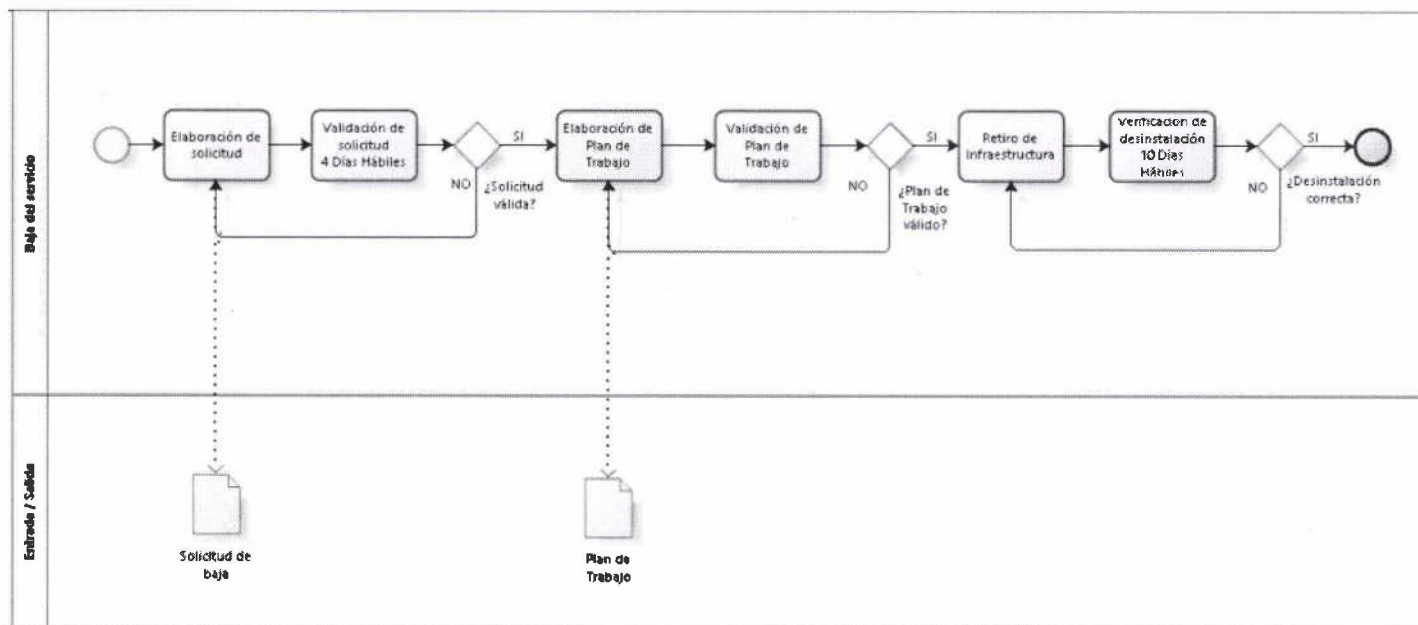 Baja del servicio
Elaboración de
solicitud
Validación de
solicitud
4 Días Hábiles
SI
NO
¿Solicitud
válida?
Elaboración de
Plan de
Trabajo
Validación de
Plan de
Trabajo
SI
NO
¿Plan de
Trabajo
válido?
Retiro de
Infraestructura
Verificación de
desinstalación
10 Días
Hábiles
SI
NO
¿Desinstalación
correcta?
Entrada / Salida
Solicitud de
baja
Plan de
Trabajo